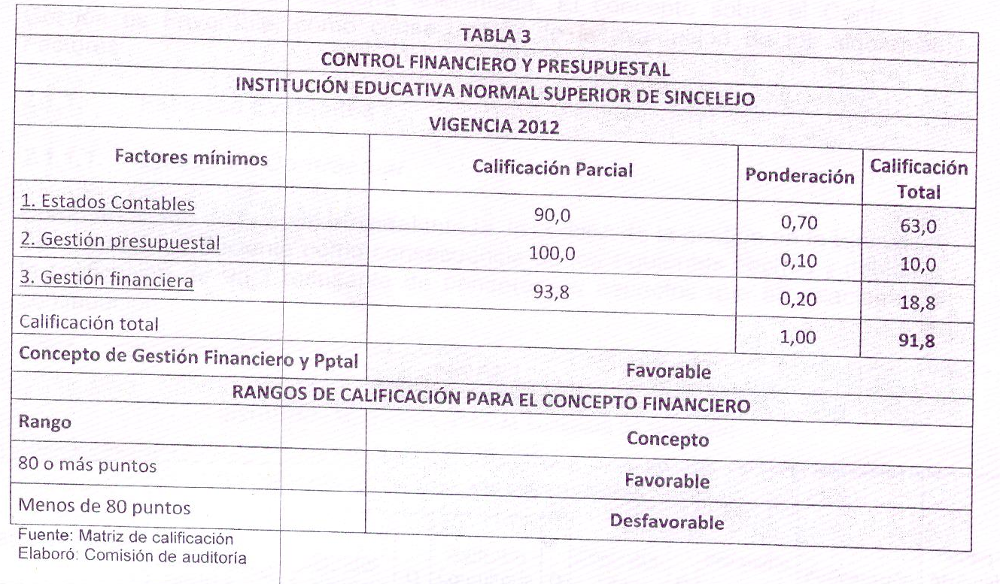 TABLA 3
CONTROL FINANCIERO Y PRESUPUESTAL
INSTITUCIÓN EDUCATIVA NORMAL SUPERIOR DE SINCELEJO
VIGENCIA 2012
Factores mínimos Calificación Parcial Ponderación Calificación Total
1. Estados Contables 90,0 0,70 63,0
2. Gestión presupuestal 100,0 0,10 10,0
3. Gestión financiera 93,8 0,20 18,8
Calificación total 1,00 91,8
Concepto de Gestión Financiero y Pptal Favorable
RANGOS DE CALIFICACIÓN PARA EL CONCEPTO FINANCIERO
Rango Concepto
80 o más puntos Favorable
Menos de 80 puntos Desfavorable
Fuente: Matriz de calificación
Elaboró: Comisión de auditoría